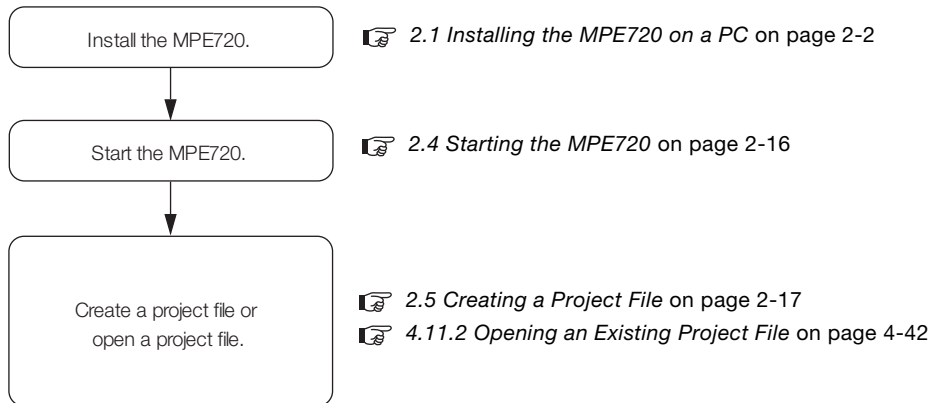 Install the MPE720.
2.1 Installing the MPE720 on a PC on page 2-2
Start the MPE720.
2.4 Starting the MPE720 on page 2-16
Create a project file or
open a project file.
2.5 Creating a Project File on page 2-17
4.11.2 Opening an Existing Project File on page 4-42